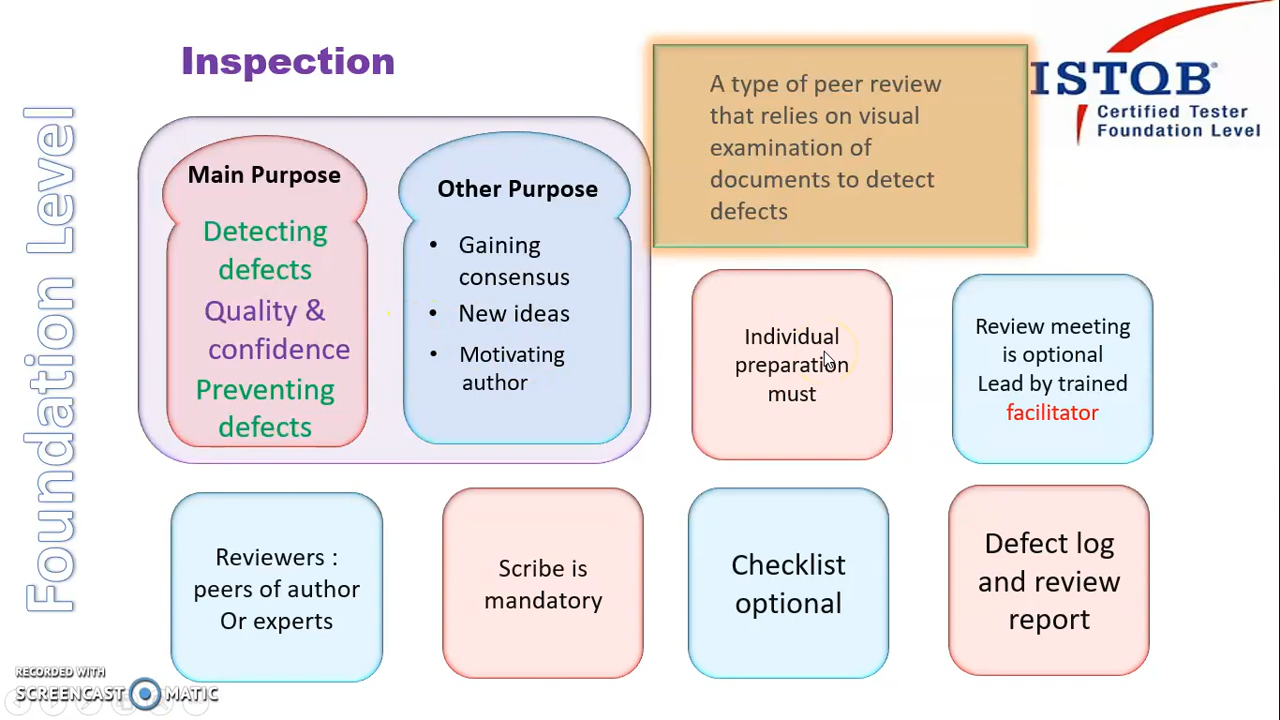 Inspection
Foundation Level
Main Purpose
Detecting
defects
Quality &
confidence
Preventing
defects
Other Purpose
• Gaining
consensus
• New ideas
• Motivating
author
A type of peer review
that relies on visual
examination of
documents to detect
defects
ISTQB®
Certified Tester
Foundation Level
Individual
preparation
must
Review meeting
is optional
Lead by trained
facilitator
Reviewers :
peers of author
Or experts
Scribe is
mandatory
Checklist
optional
Defect log
and review
report
RECORDED WITH
SCREENCAST MATIC